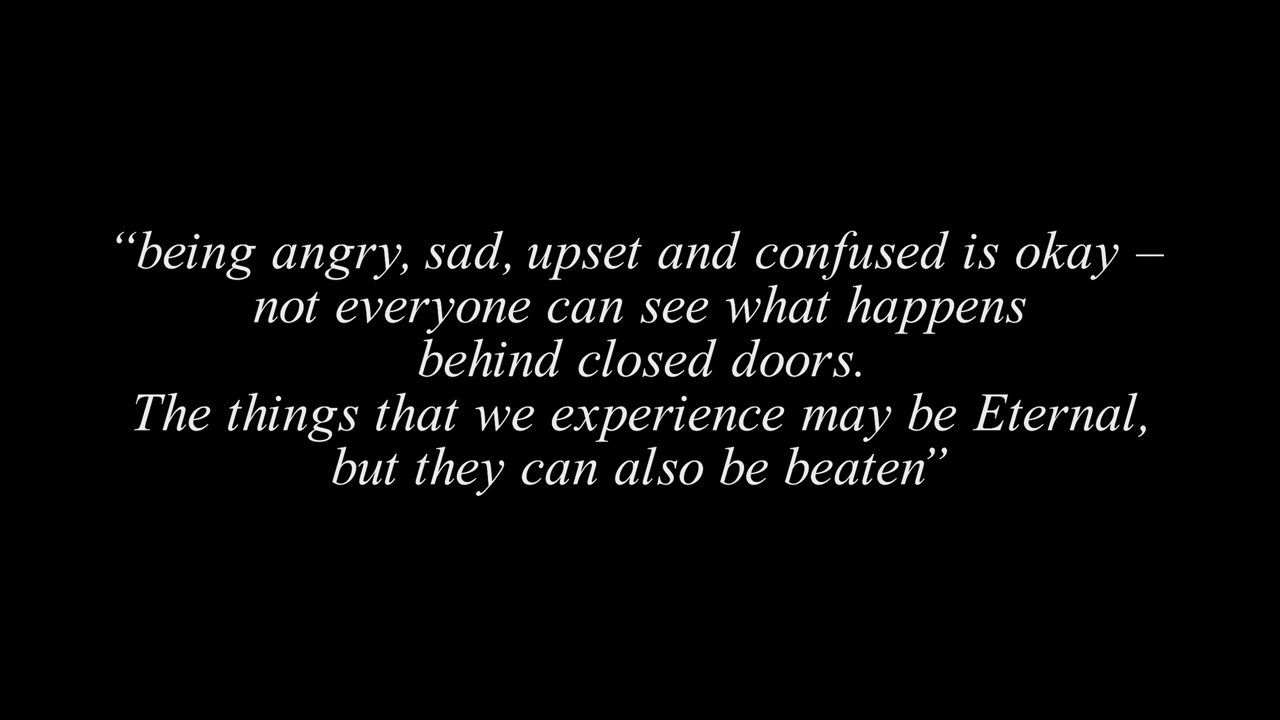 “being angry, sad, upset and confused is okay –
not everyone can see what happens
behind closed doors.
The things that we experience may be Eternal,
but they can also be beaten”